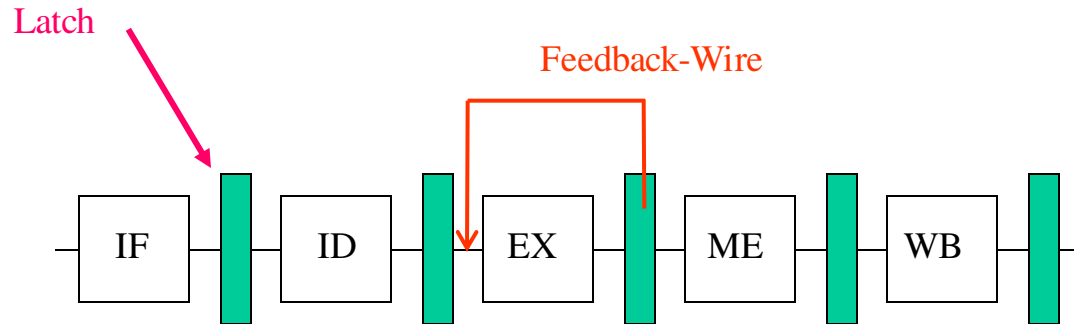 Latch
Feedback-Wire
IF
ID
EX
ME
WB